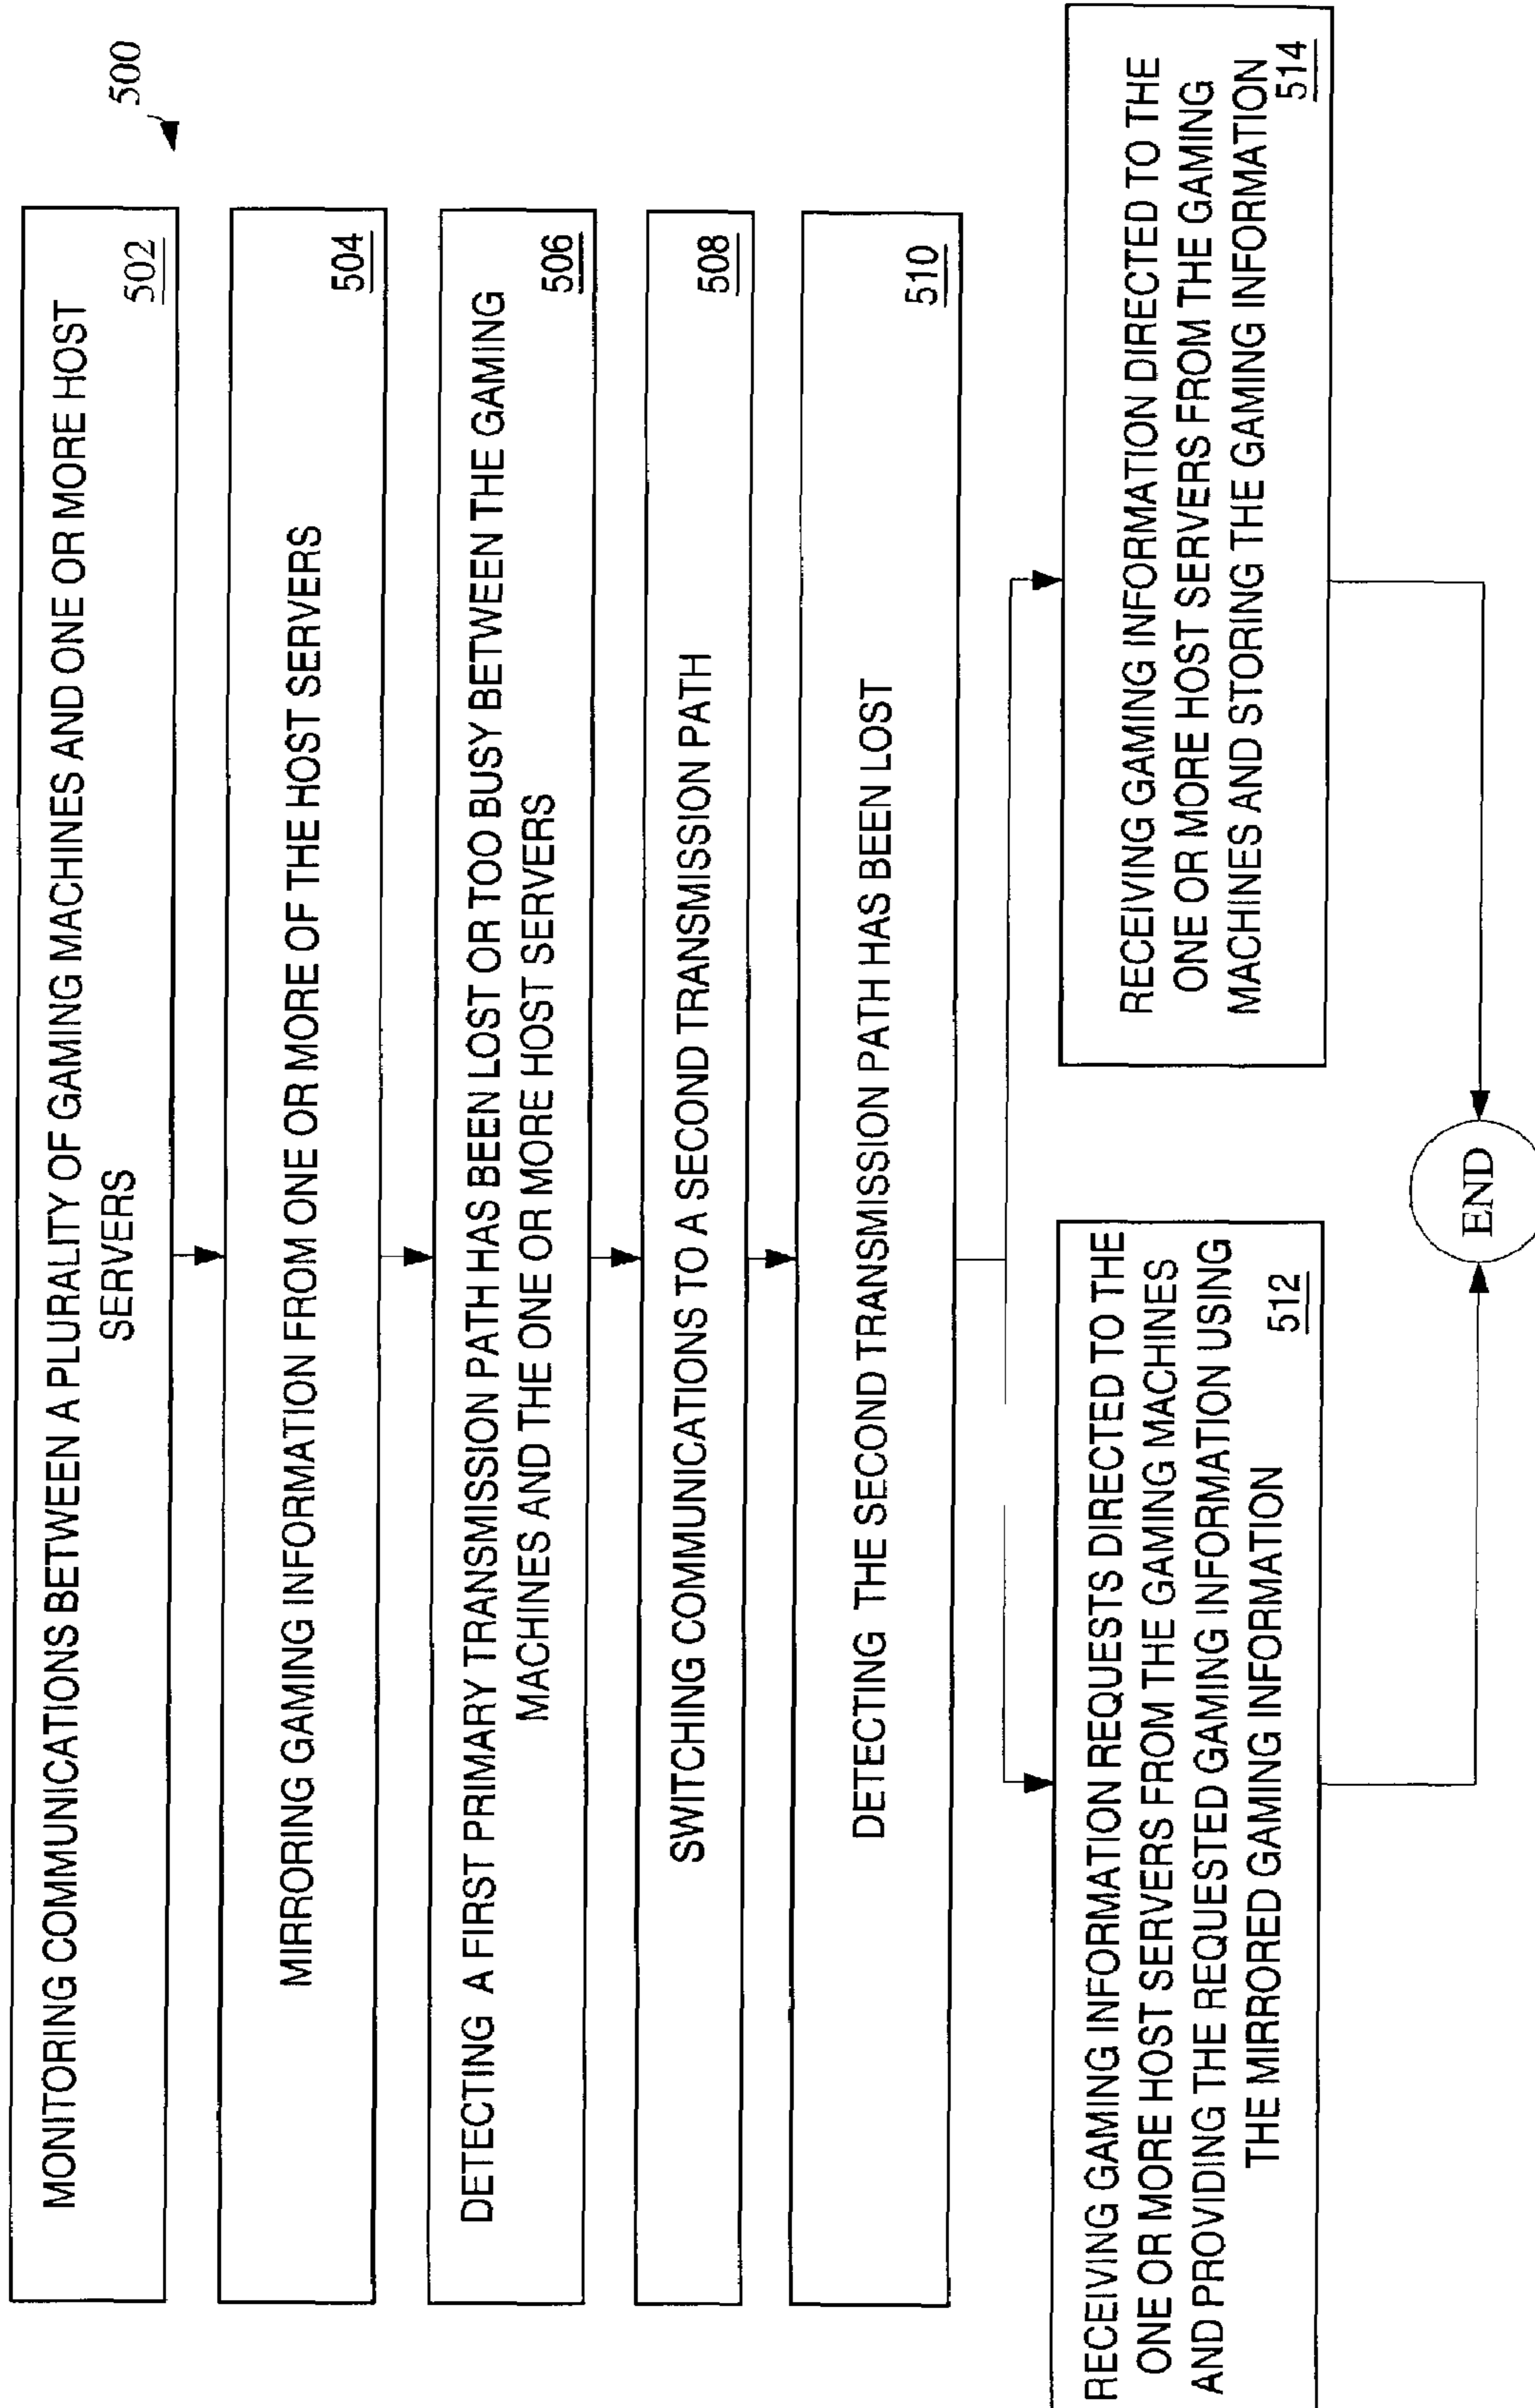 500
MONITORING COMMUNICATIONS BETWEEN A PLURALITY OF GAMING MACHINES AND ONE OR MORE HOST
SERVERS
502
MIRRORING GAMING INFORMATION FROM ONE OR MORE OF THE HOST SERVERS
504
DETECTING A FIRST PRIMARY TRANSMISSION PATH HAS BEEN LOST OR TOO BUSY BETWEEN THE GAMING
MACHINES AND THE ONE OR MORE HOST SERVERS
506
SWITCHING COMMUNICATIONS TO A SECOND TRANSMISSION PATH
508
DETECTING THE SECOND TRANSMISSION PATH HAS BEEN LOST
510
RECEIVING GAMING INFORMATION REQUESTS DIRECTED TO THE
ONE OR MORE HOST SERVERS FROM THE GAMING MACHINES
AND PROVIDING THE REQUESTED GAMING INFORMATION USING
THE MIRRORED GAMING INFORMATION
512
RECEIVING GAMING INFORMATION DIRECTED TO THE
ONE OR MORE HOST SERVERS FROM THE GAMING
MACHINES AND STORING THE GAMING INFORMATION
514
END